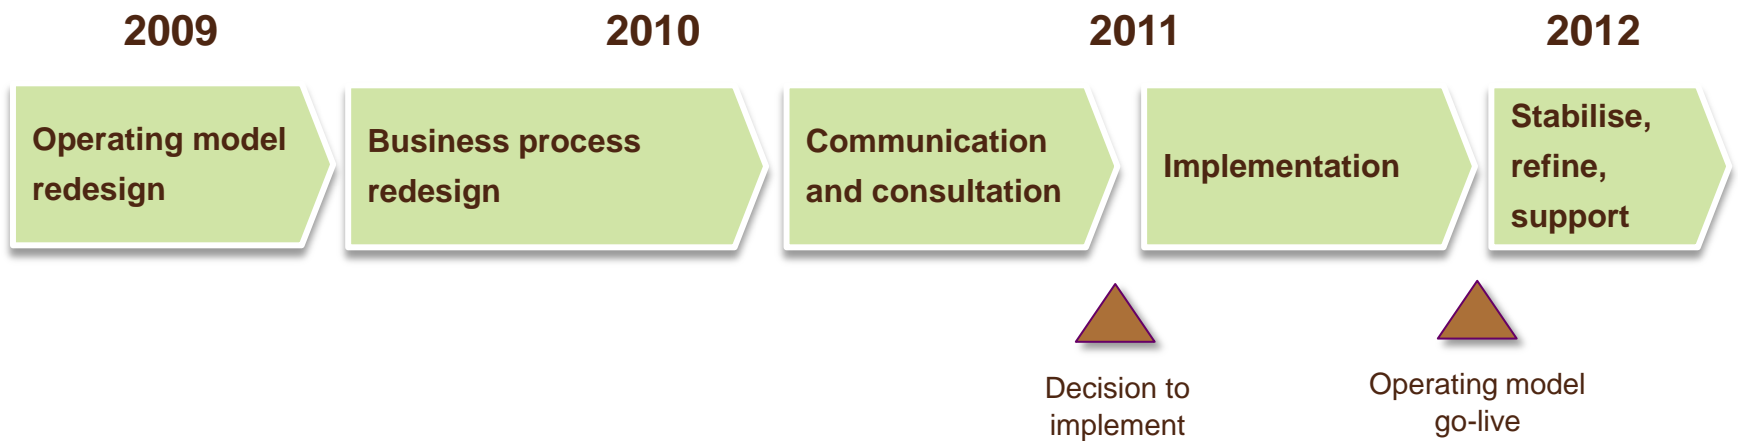 2009
2010
2011
2012
Operating model
redesign
Business process
redesign
Communication
and consultation
Implementation
Stabilise,
refine,
support
Decision to
implement
Operating model
go-live